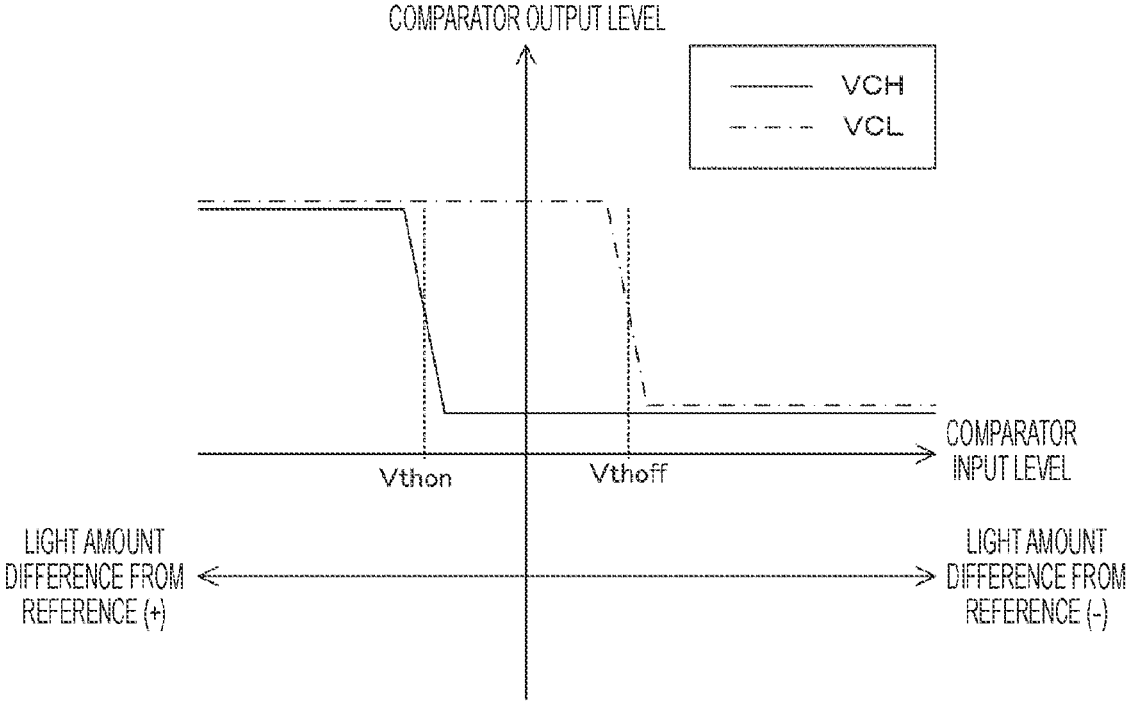 COMPARATOR OUTPUT LEVEL
VCH
VCL
COMPARATOR
INPUT LEVEL
Vthon
Vthoff
LIGHT AMOUNT
DIFFERENCE FROM
REFERENCE (+)
LIGHT AMOUNT
DIFFERENCE FROM
REFERENCE (-)